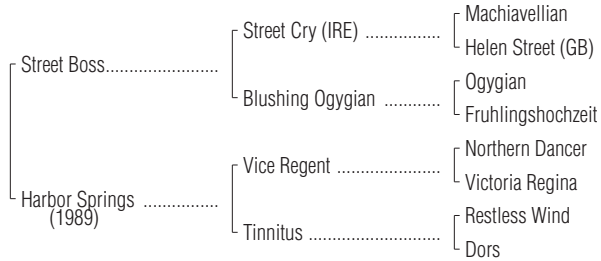 Machiavellian
Street Cry (IRE) ................
Helen Street (GB)
Street Boss........................
Ogygian
Blushing Ogygian ............
Fruhlingshochzeit
Northern Dancer
Vice Regent ......................
Victoria Regina
Harbor Springs ................
(1989)
Restless Wind
Tinnitus ............................
Dors